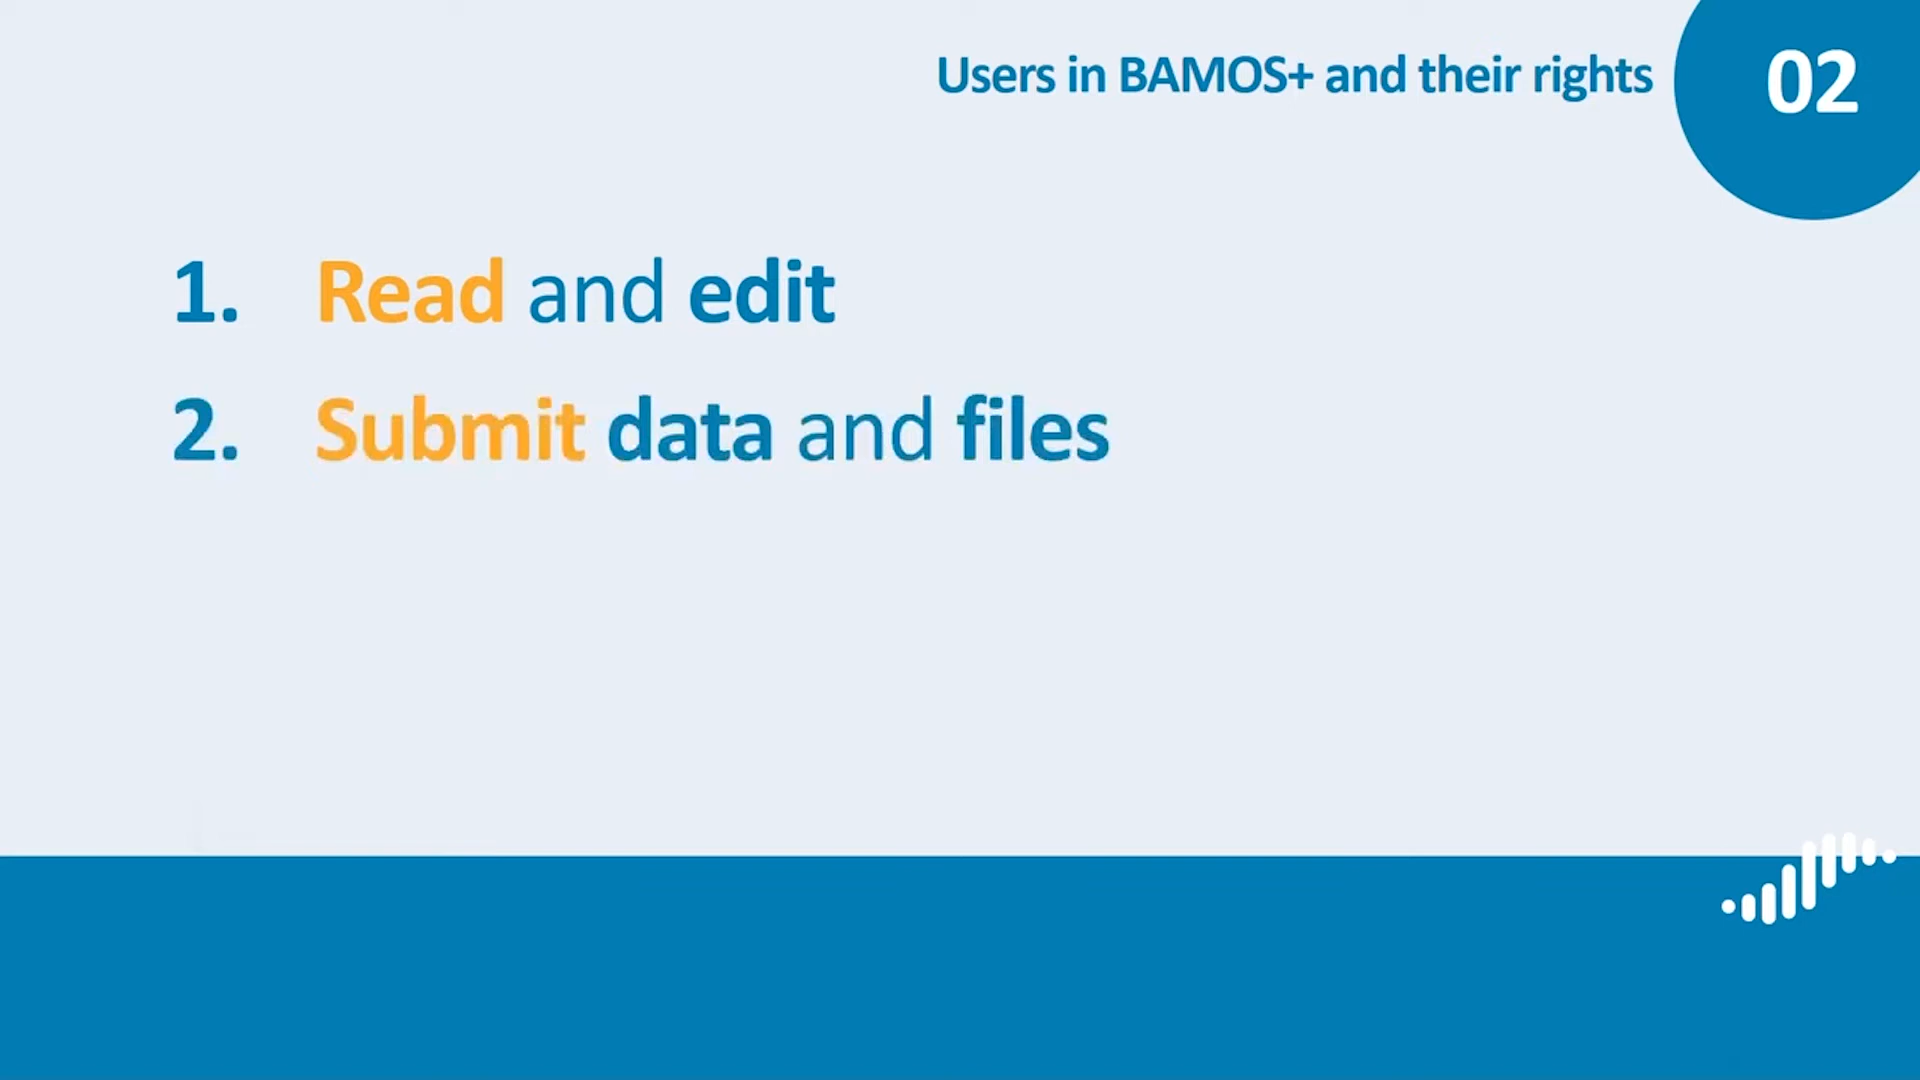 Users in BAMOS+ and their rights
02
1. Read and edit
2. Submit data and files